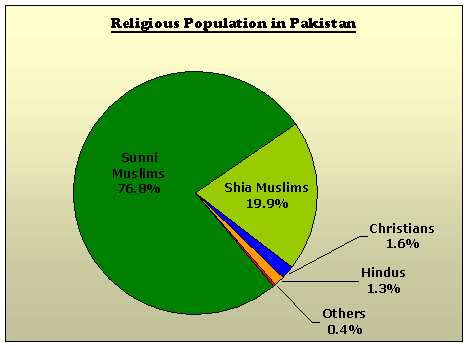 Religious Population in Pakistan
Sunni
Muslims
76.8%
Shia Muslims
19.9%
Christians
1.6%
Hindus
1.3%
Others
0.4%